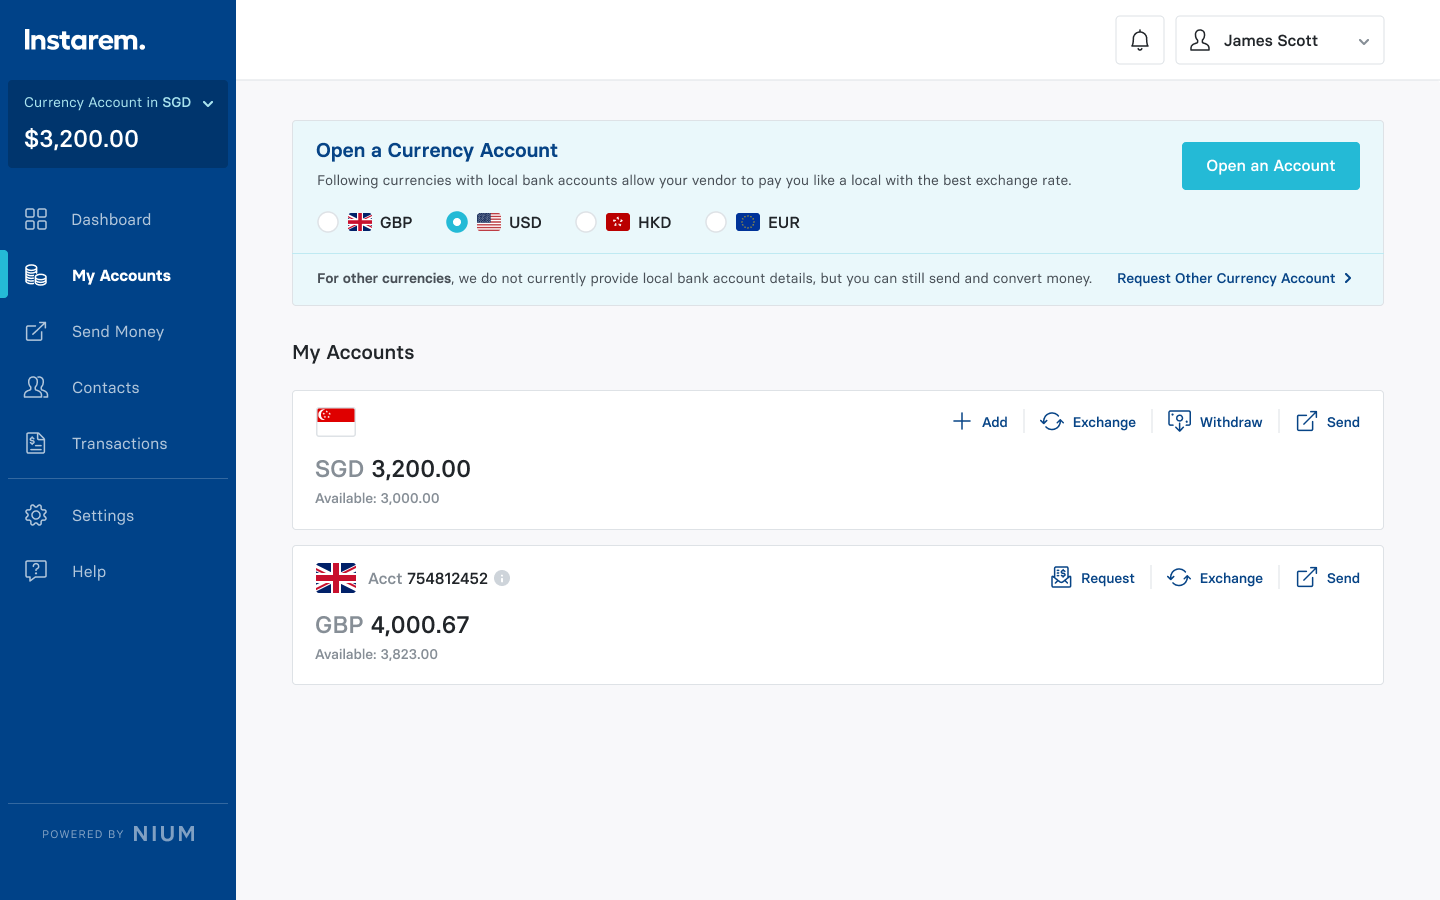 Instarem.
James Scott
Currency Account in SGD
$3,200.00
Dashboard
My Accounts
Send Money
Contacts
Transactions
Settings
Help
POWERED BY NIUM
Open a Currency Account
Following currencies with local bank accounts allow your vendor to pay you like a local with the best exchange rate.
Open an Account
GBP USD HKD EUR
For other currencies, we do not currently provide local bank account details, but you can still send and convert money. Request Other Currency Account
My Accounts
Add Exchange Withdraw Send
SGD 3,200.00
Available: 3,000.00
Acct 754812452 Request Exchange Send
GBP 4,000.67
Available: 3,823.00